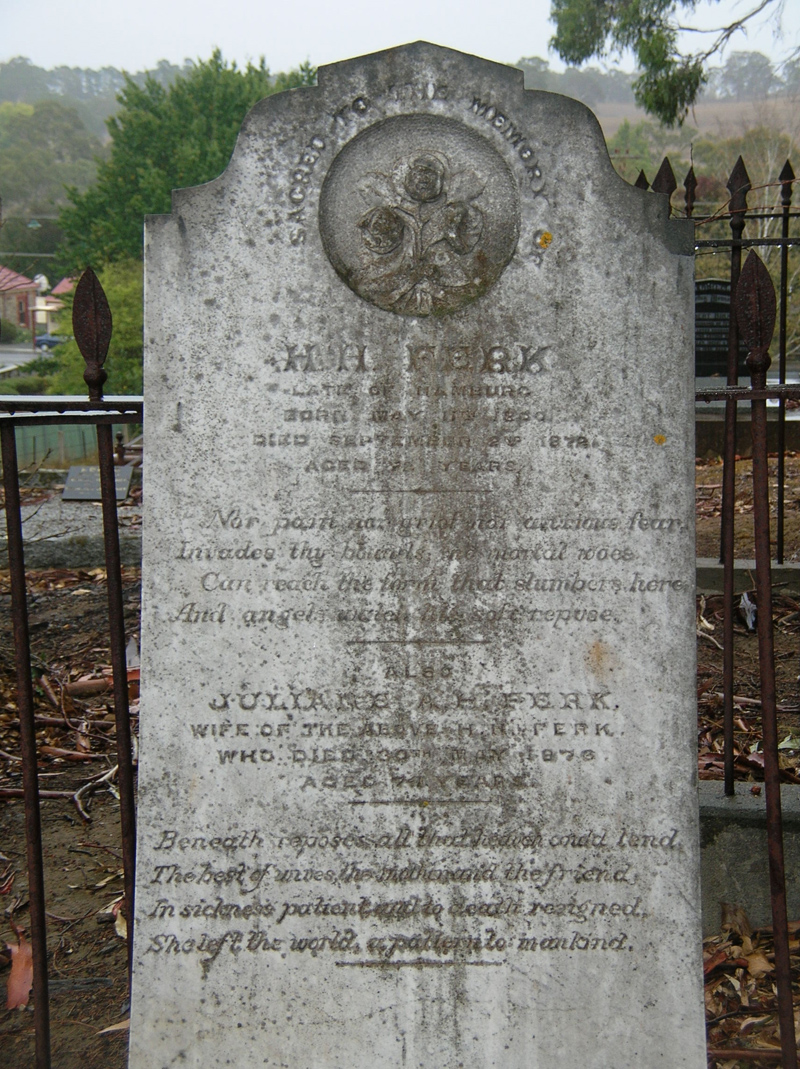 SACRED TO THE MEMORY OF
H. H. FERK
LATE OF HAMBURG
BORN MAY 1800
DIED SEPTEMBER 1878
AGED YEARS
Nor pain nor grief nor anxious fear
Invades thy bounds, no mortal woes
Can reach the form that slumbers here
And angels watch his soft repose.
ALSO
JULIANE A. H. FERK.
WIFE OF THE ABOVE H. H. FERK.
WHO DIED 30TH MAY 1876.
AGED 74 YEARS.
Beneath reposes all that heaven could lend.
The best of wives, the mother and the friend.
In sickness patient and to death resigned,
She left the world, a pattern to mankind.